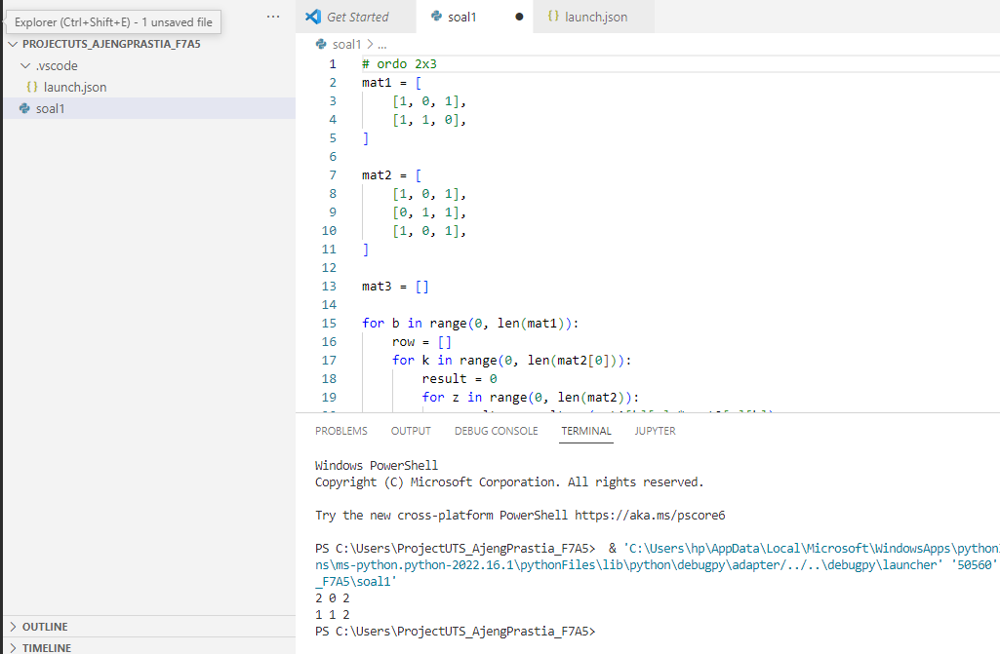 Explorer (Ctrl+Shift+E) - 1 unsaved file
...
PROJECTUTS_AJENGPRASTIA_F7A5
.vscode
{} launch.json
soal1
OUTLINE
TIMELINE
Get Started
soal1
{} launch.json
soal1 > ...
1 # ordo 2x3
2 mat1 = [
3     [1, 0, 1],
4     [1, 1, 0],
5 ]
6
7 mat2 = [
8     [1, 0, 1],
9     [0, 1, 1],
10     [1, 0, 1],
11 ]
12
13 mat3 = []
14
15 for b in range(0, len(mat1)):
16     row = []
17     for k in range(0, len(mat2[0])):
18         result = 0
19         for z in range(0, len(mat2)):
PROBLEMS OUTPUT DEBUG CONSOLE TERMINAL JUPYTER
Windows PowerShell
Copyright (C) Microsoft Corporation. All rights reserved.
Try the new cross-platform PowerShell https://aka.ms/pscore6
PS C:\Users\ProjectUTS_AjengPrastia_F7A5>  & 'C:\Users\hp\AppData\Local\Microsoft\WindowsApps\python
ns\ms-python.python-2022.16.1\pythonFiles\lib\python\debugpy\adapter/../..\debugpy\launcher' '50560'
_F7A5\soal1'
2 0 2
1 1 2
PS C:\Users\ProjectUTS_AjengPrastia_F7A5>